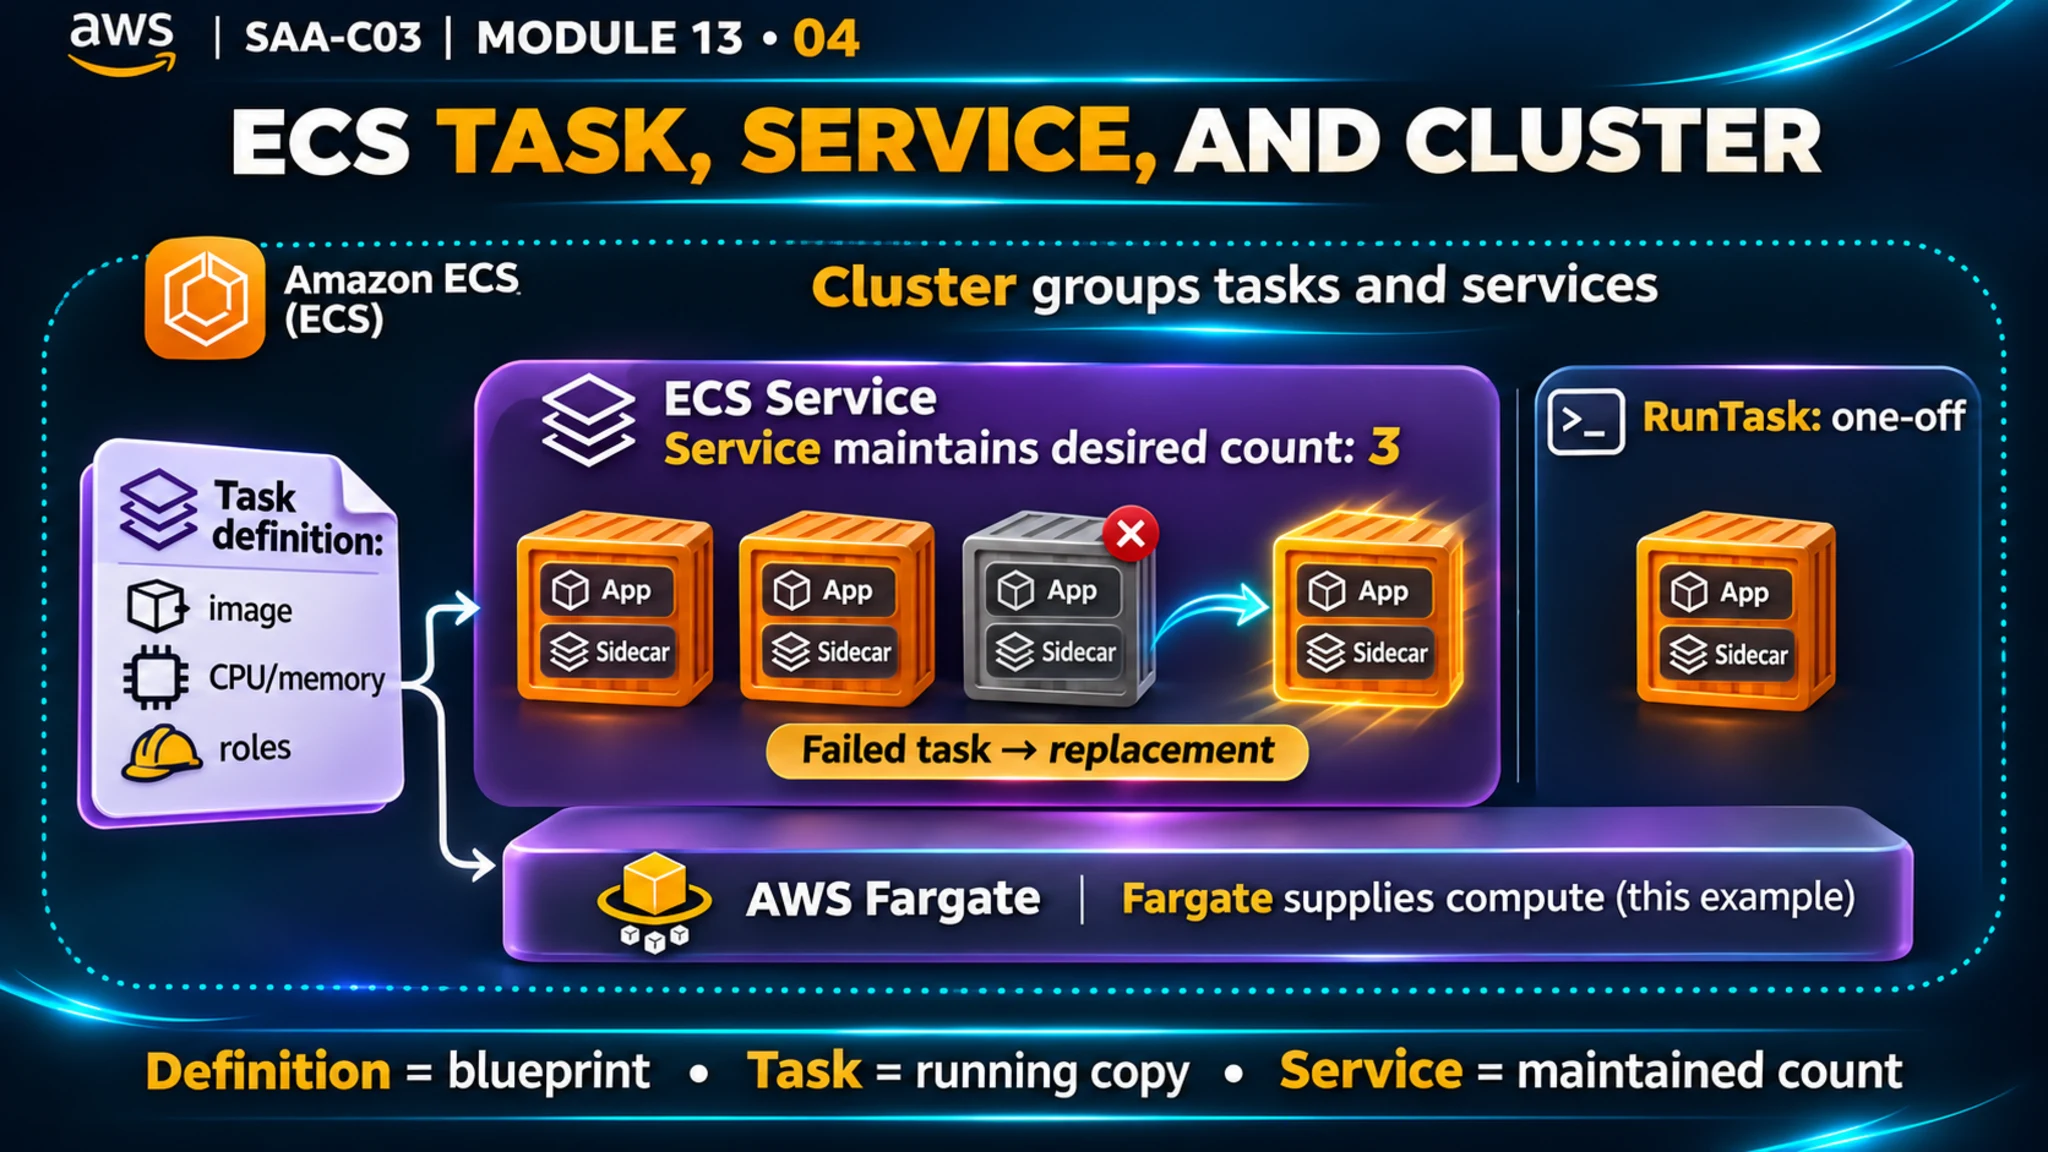 aws | SAA-C03 | MODULE 13 • 04
ECS TASK, SERVICE, AND CLUSTER
Amazon ECS
(ECS)
Cluster groups tasks and services
Task
definition:
image
CPU/memory
roles
ECS Service
Service maintains desired count: 3
App
Sidecar
App
Sidecar
App
Sidecar
App
Sidecar
Failed task → replacement
>_ RunTask: one-off
App
Sidecar
AWS Fargate | Fargate supplies compute (this example)
Definition = blueprint • Task = running copy • Service = maintained count